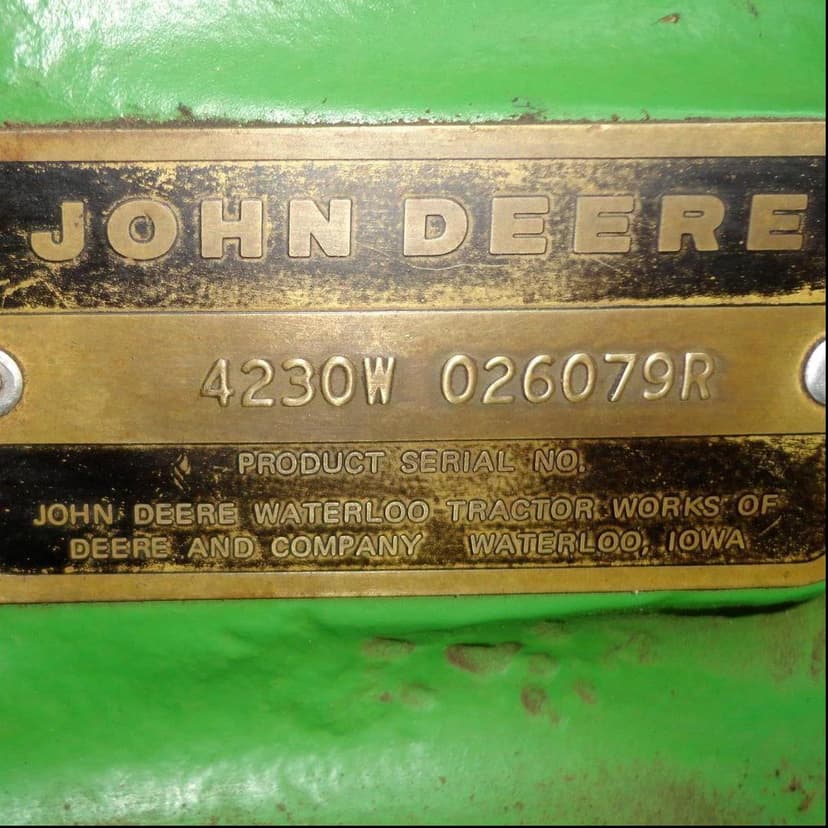 JOHN DEERE
4230W 026079R
PRODUCT SERIAL NO.
JOHN DEERE WATERLOO TRACTOR WORKS OF
DEERE AND COMPANY WATERLOO, IOWA